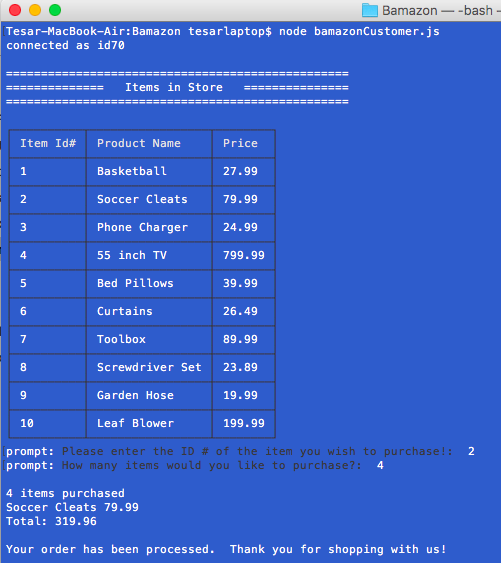 Bamazon — -bash
Tesar-MacBook-Air:Bamazon tesarlaptop$ node bamazonCustomer.js
connected as id70
=================================================
============== Items in Store ===============
=================================================
Item Id# Product Name Price
1 Basketball 27.99
2 Soccer Cleats 79.99
3 Phone Charger 24.99
4 55 inch TV 799.99
5 Bed Pillows 39.99
6 Curtains 26.49
7 Toolbox 89.99
8 Screwdriver Set 23.89
9 Garden Hose 19.99
10 Leaf Blower 199.99
prompt: Please enter the ID # of the item you wish to purchase!: 2
prompt: How many items would you like to purchase?: 4
4 items purchased
Soccer Cleats 79.99
Total: 319.96
Your order has been processed. Thank you for shopping with us!